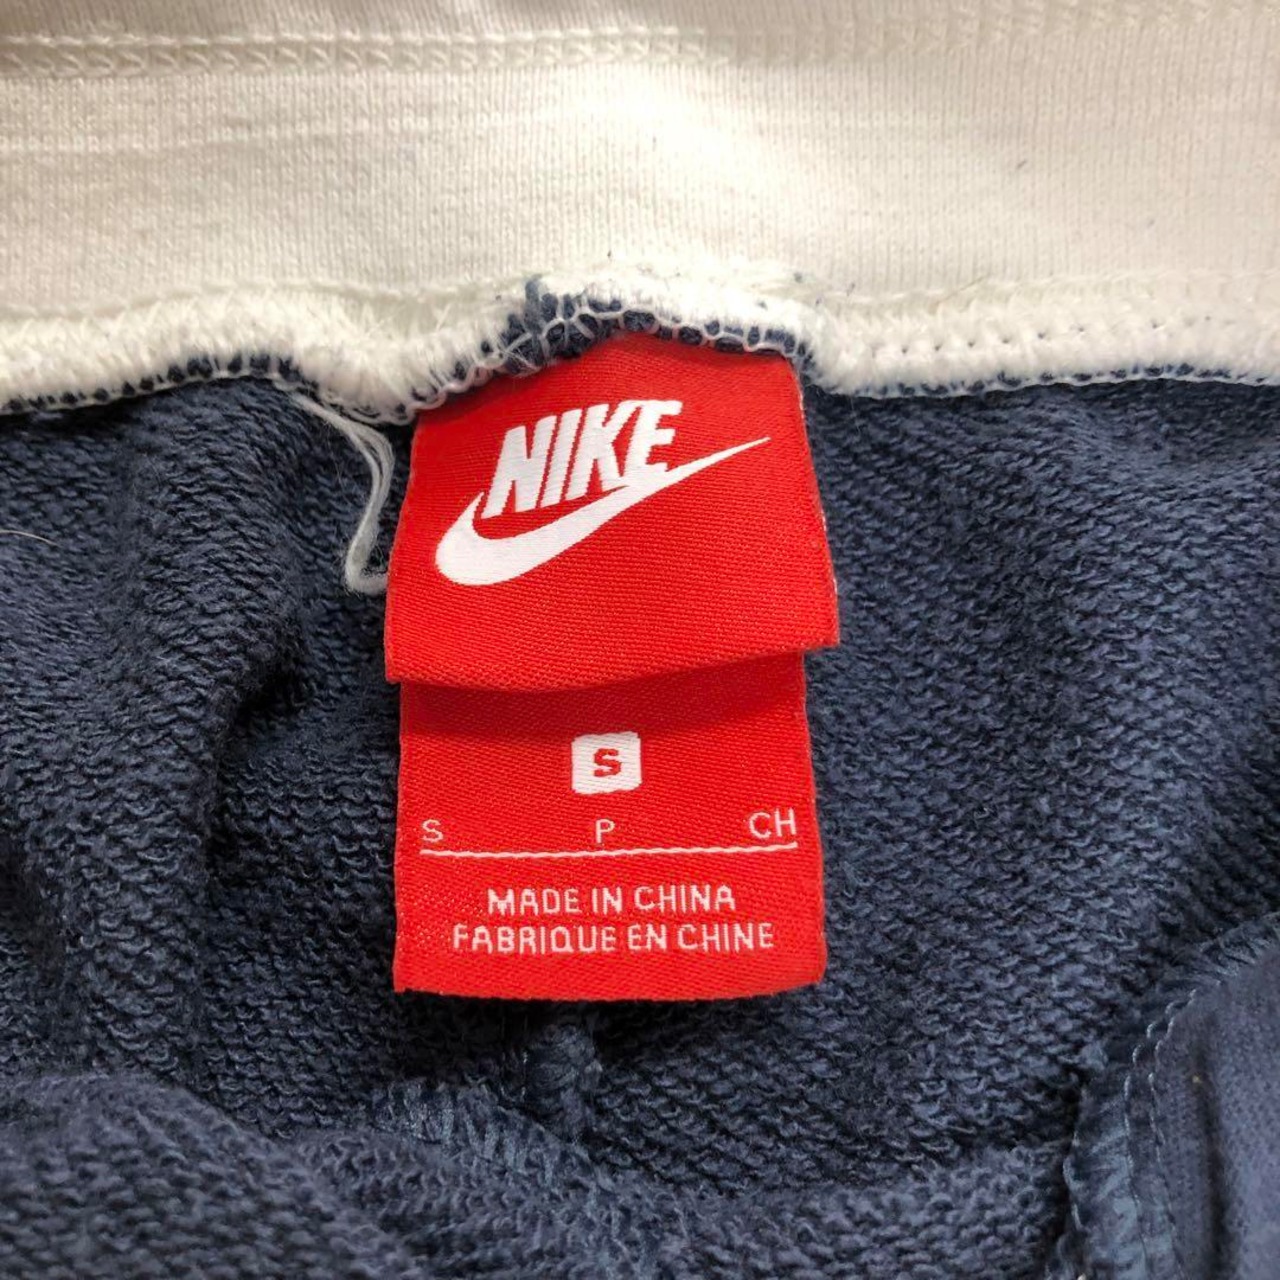 NIKE
S
S P CH
MADE IN CHINA
FABRIQUE EN CHINE